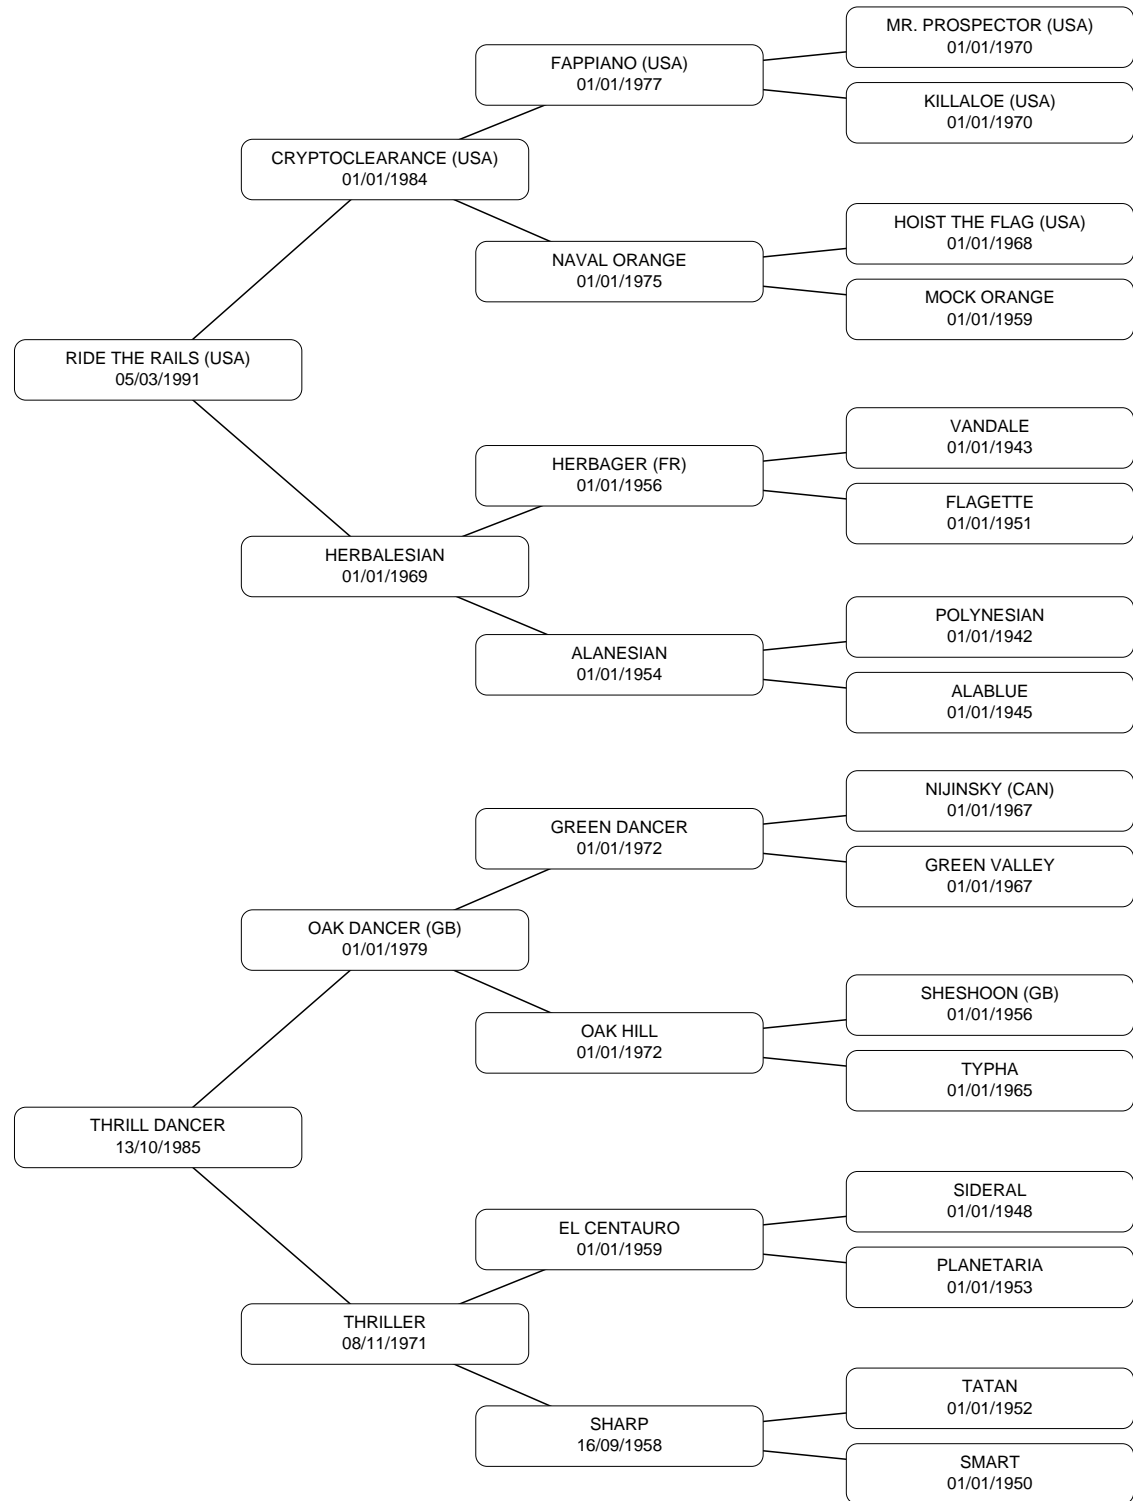 MR. PROSPECTOR (USA)
01/01/1970
FAPPIANO (USA)
01/01/1977
KILLALOE (USA)
01/01/1970
CRYPTOCLEARANCE (USA)
01/01/1984
HOIST THE FLAG (USA)
01/01/1968
NAVAL ORANGE
01/01/1975
MOCK ORANGE
01/01/1959
RIDE THE RAILS (USA)
05/03/1991
VANDALE
01/01/1943
HERBAGER (FR)
01/01/1956
FLAGETTE
01/01/1951
HERBALESIAN
01/01/1969
POLYNESIAN
01/01/1942
ALANESIAN
01/01/1954
ALABLUE
01/01/1945
NIJINSKY (CAN)
01/01/1967
GREEN DANCER
01/01/1972
GREEN VALLEY
01/01/1967
OAK DANCER (GB)
01/01/1979
SHESHOON (GB)
01/01/1956
OAK HILL
01/01/1972
TYPHA
01/01/1965
THRILL DANCER
13/10/1985
SIDERAL
01/01/1948
EL CENTAURO
01/01/1959
PLANETARIA
01/01/1953
THRILLER
08/11/1971
TATAN
01/01/1952
SHARP
16/09/1958
SMART
01/01/1950